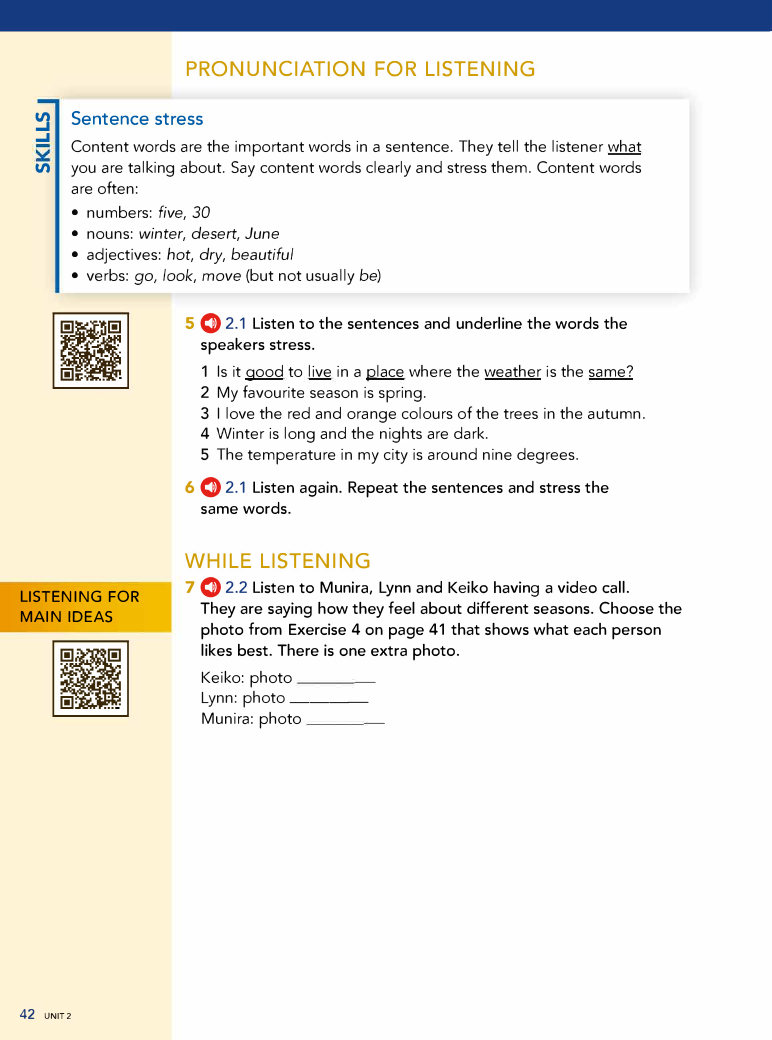 PRONUNCIATION FOR LISTENING
SKILLS
Sentence stress
Content words are the important words in a sentence. They tell the listener what
you are talking about. Say content words clearly and stress them. Content words
are often:
• numbers: five, 30
• nouns: winter, desert, June
• adjectives: hot, dry, beautiful
• verbs: go, look, move (but not usually be)
5 2.1 Listen to the sentences and underline the words the
speakers stress.
1 Is it good to live in a place where the weather is the same?
2 My favourite season is spring.
3 I love the red and orange colours of the trees in the autumn.
4 Winter is long and the nights are dark.
5 The temperature in my city is around nine degrees.
6 2.1 Listen again. Repeat the sentences and stress the
same words.
WHILE LISTENING
LISTENING FOR
MAIN IDEAS
7 2.2 Listen to Munira, Lynn and Keiko having a video call.
They are saying how they feel about different seasons. Choose the
photo from Exercise 4 on page 41 that shows what each person
likes best. There is one extra photo.
Keiko: photo __________
Lynn: photo __________
Munira: photo __________
42 UNIT 2